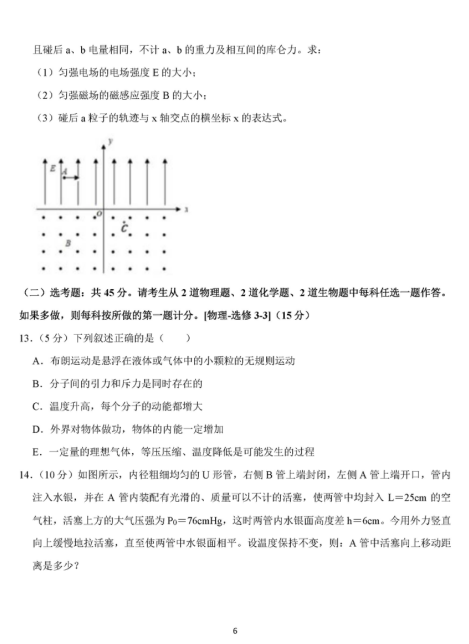 且碰后 a、b 电量相同，不计 a、b 的重力及相互间的库仑力。求：
（1）匀强电场的电场强度 E 的大小；
（2）匀强磁场的磁感应强度 B 的大小；
（3）碰后 a 粒子的轨迹与 x 轴交点的横坐标 x 的表达式。
y
E
A
O
C
B
（二）选考题：共 45 分。请考生从 2 道物理题、2 道化学题、2 道生物题中每科任选一题作答。
如果多做，则每科按所做的第一题计分。[物理-选修 3-3]（15 分）
13．（5 分）下列叙述正确的是（　　）
A．布朗运动是悬浮在液体或气体中的小颗粒的无规则运动
B．分子间的引力和斥力是同时存在的
C．温度升高，每个分子的动能都增大
D．外界对物体做功，物体的内能一定增加
E．一定量的理想气体，等压压缩、温度降低是可能发生的过程
14．（10 分）如图所示，内径粗细均匀的 U 形管，右侧 B 管上端封闭，左侧 A 管上端开口，管内
注入水银，并在 A 管内装配有光滑的、质量可以不计的活塞，使两管中均封入 L＝25cm 的空
气柱，活塞上方的大气压强为 P₀＝76cmHg，这时两管内水银面高度差 h＝6cm。今用外力竖直
向上缓慢地拉活塞，直至使两管中水银面相平。设温度保持不变，则：A 管中活塞向上移动距
离是多少？
6